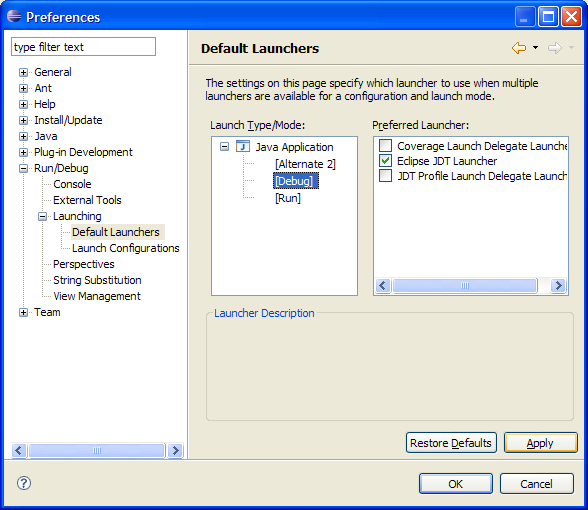 Preferences
type filter text
General
Ant
Help
Install/Update
Java
Plug-in Development
Run/Debug
Console
External Tools
Launching
Default Launchers
Launch Configurations
Perspectives
String Substitution
View Management
Team
Default Launchers
The settings on this page specify which launcher to use when multiple
launchers are available for a configuration and launch mode.
Launch Type/Mode:
Java Application
[Alternate 2]
[Debug]
[Run]
Preferred Launcher:
Coverage Launch Delegate Launche
Eclipse JDT Launcher
JDT Profile Launch Delegate Launch
Launcher Description
Restore Defaults
Apply
?
OK
Cancel